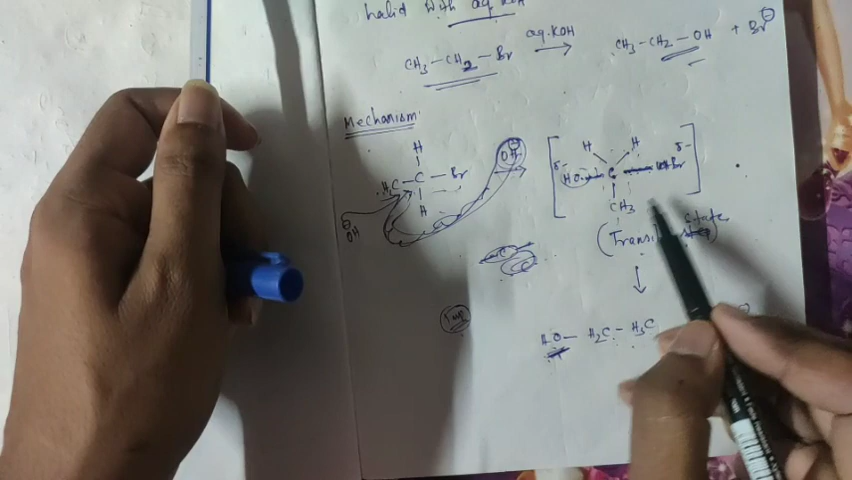 halid with aq KOH
CH₃-CH₂-Br aq.KOH → CH₃-CH₂-OH + Br⊖
Mechanism:
H
H₃C-C-Br
H
⊖OH
⊖
OH
H H
δ- HO C Br δ-
CH₃
(Transi State
HO- H₂C- H₃C